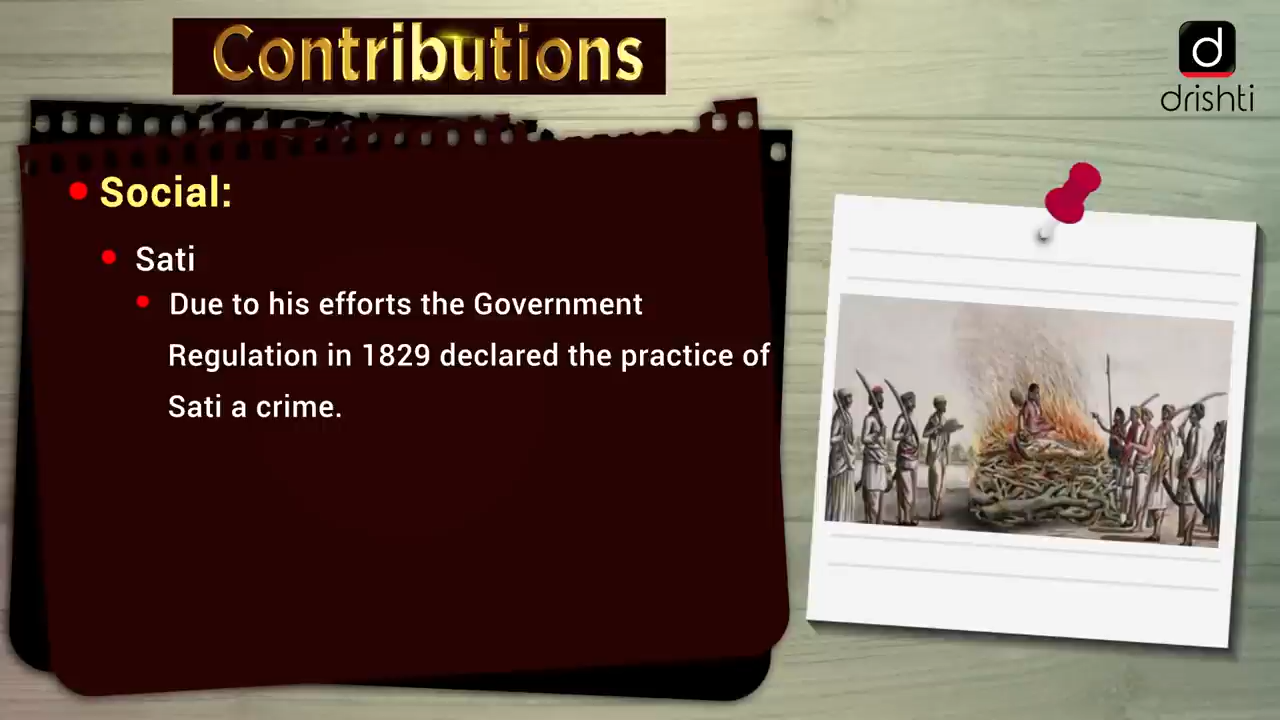 Contributions
d
drishti
Social:
Sati
Due to his efforts the Government
Regulation in 1829 declared the practice of
Sati a crime.